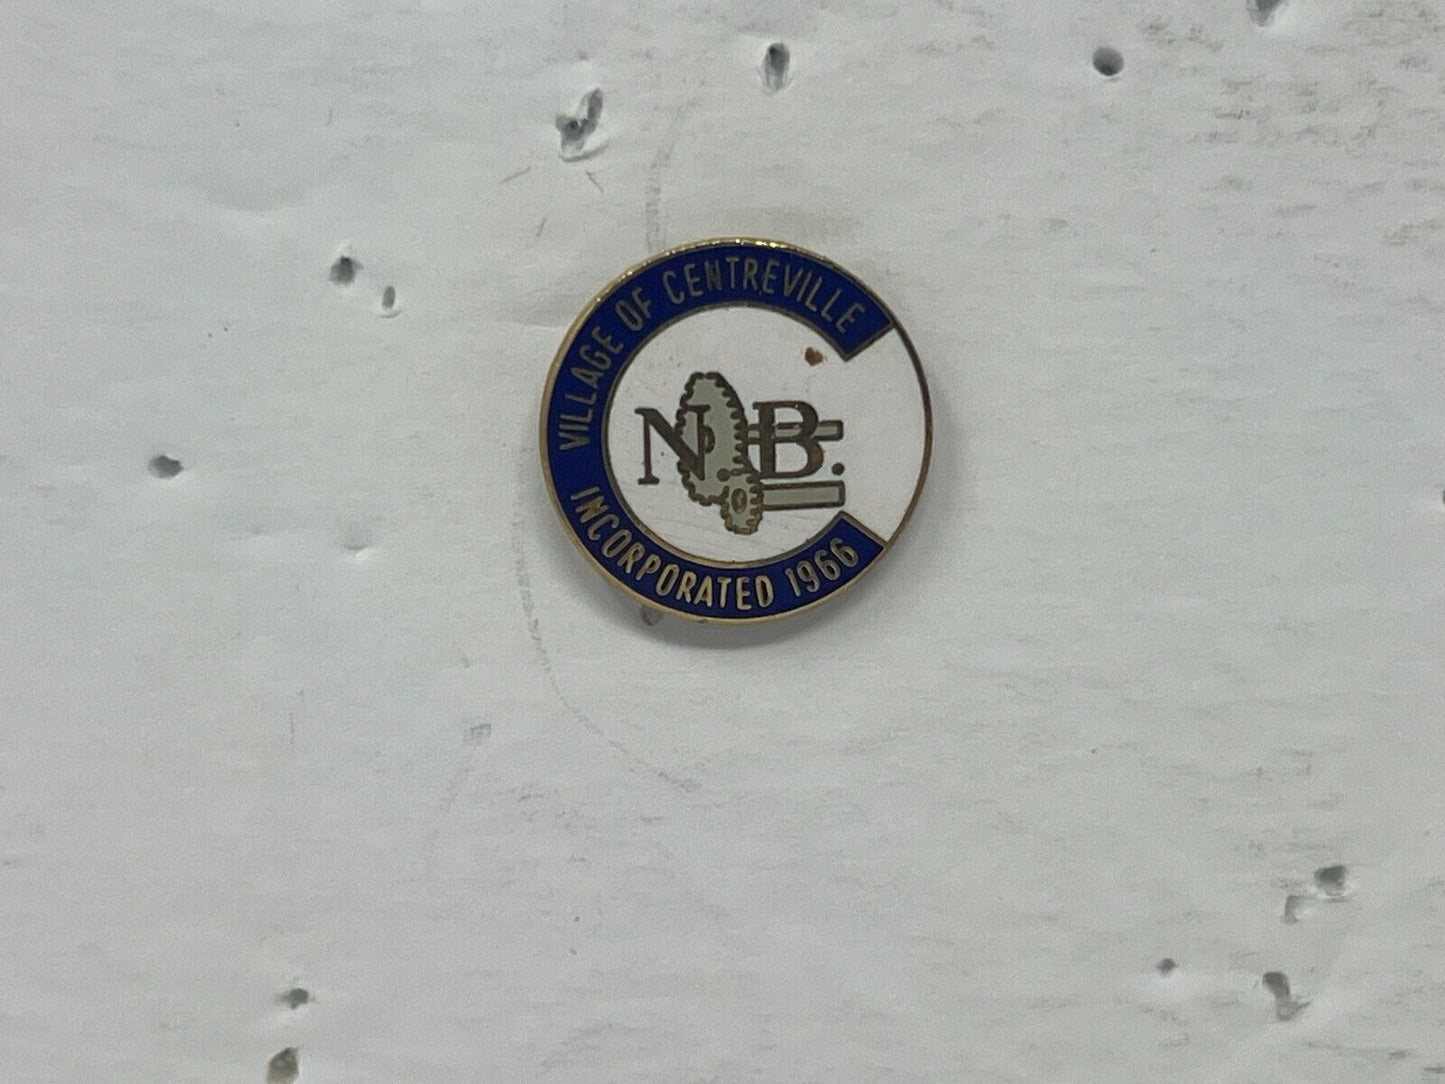 VILLAGE OF CENTREVILLE
N.B.
INCORPORATED 1966